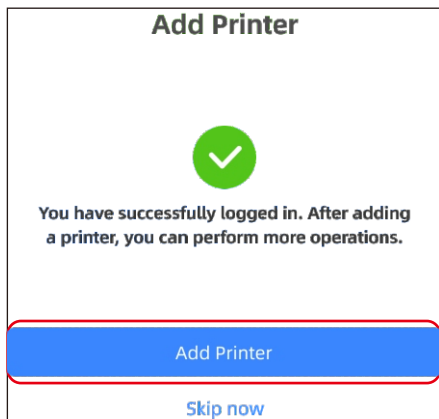 Add Printer
You have successfully logged in. After adding
a printer, you can perform more operations.
Add Printer
Skip now